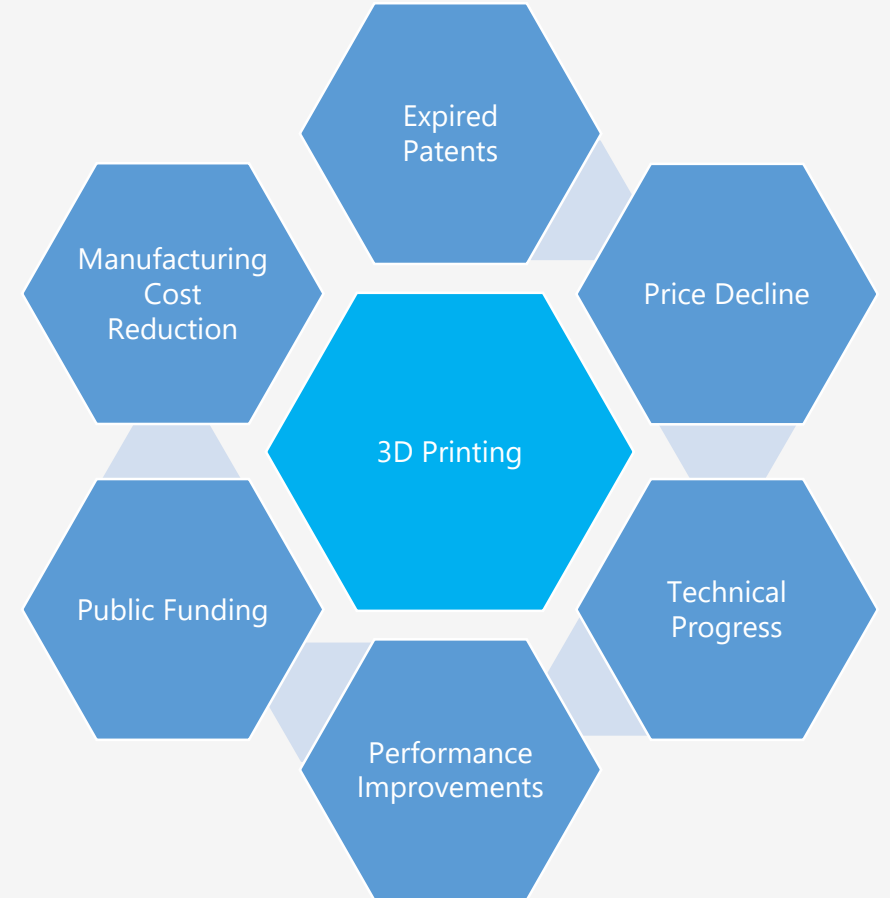 Expired
Patents
Manufacturing
Cost
Reduction
Price Decline
3D Printing
Public Funding
Technical
Progress
Performance
Improvements